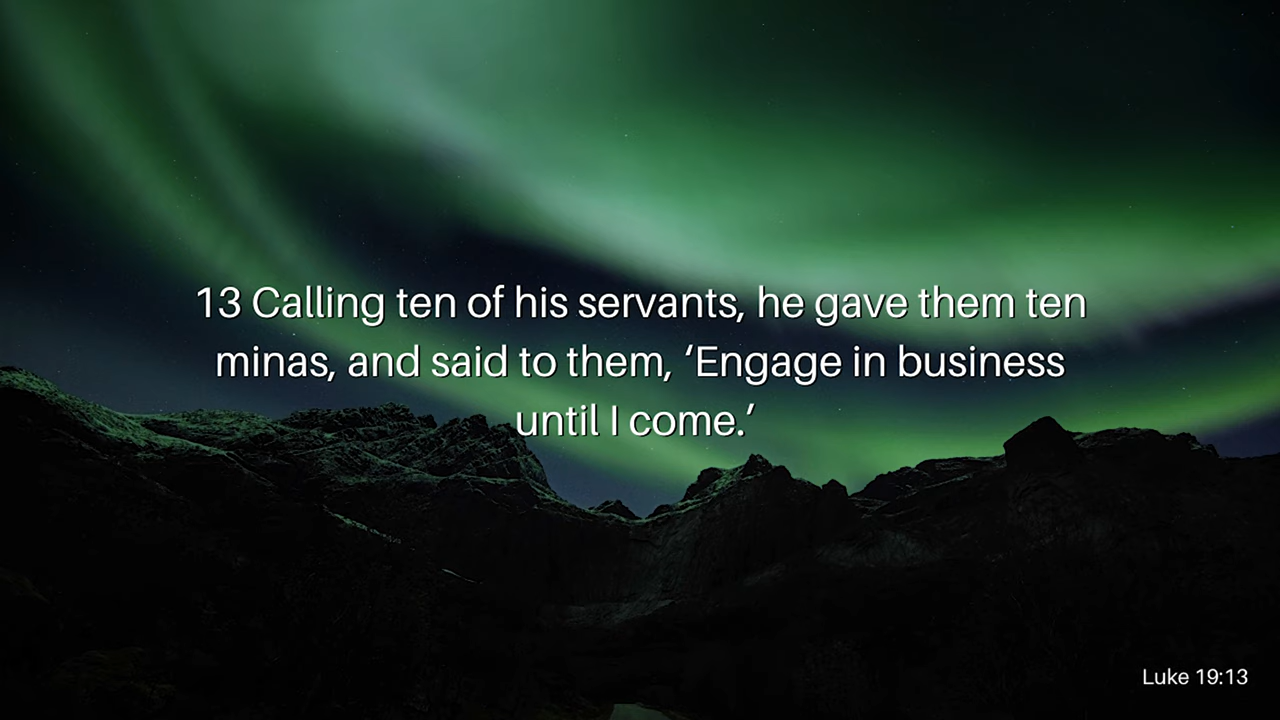 13 Calling ten of his servants, he gave them ten
minas, and said to them, ‘Engage in business
until I come.’
Luke 19:13